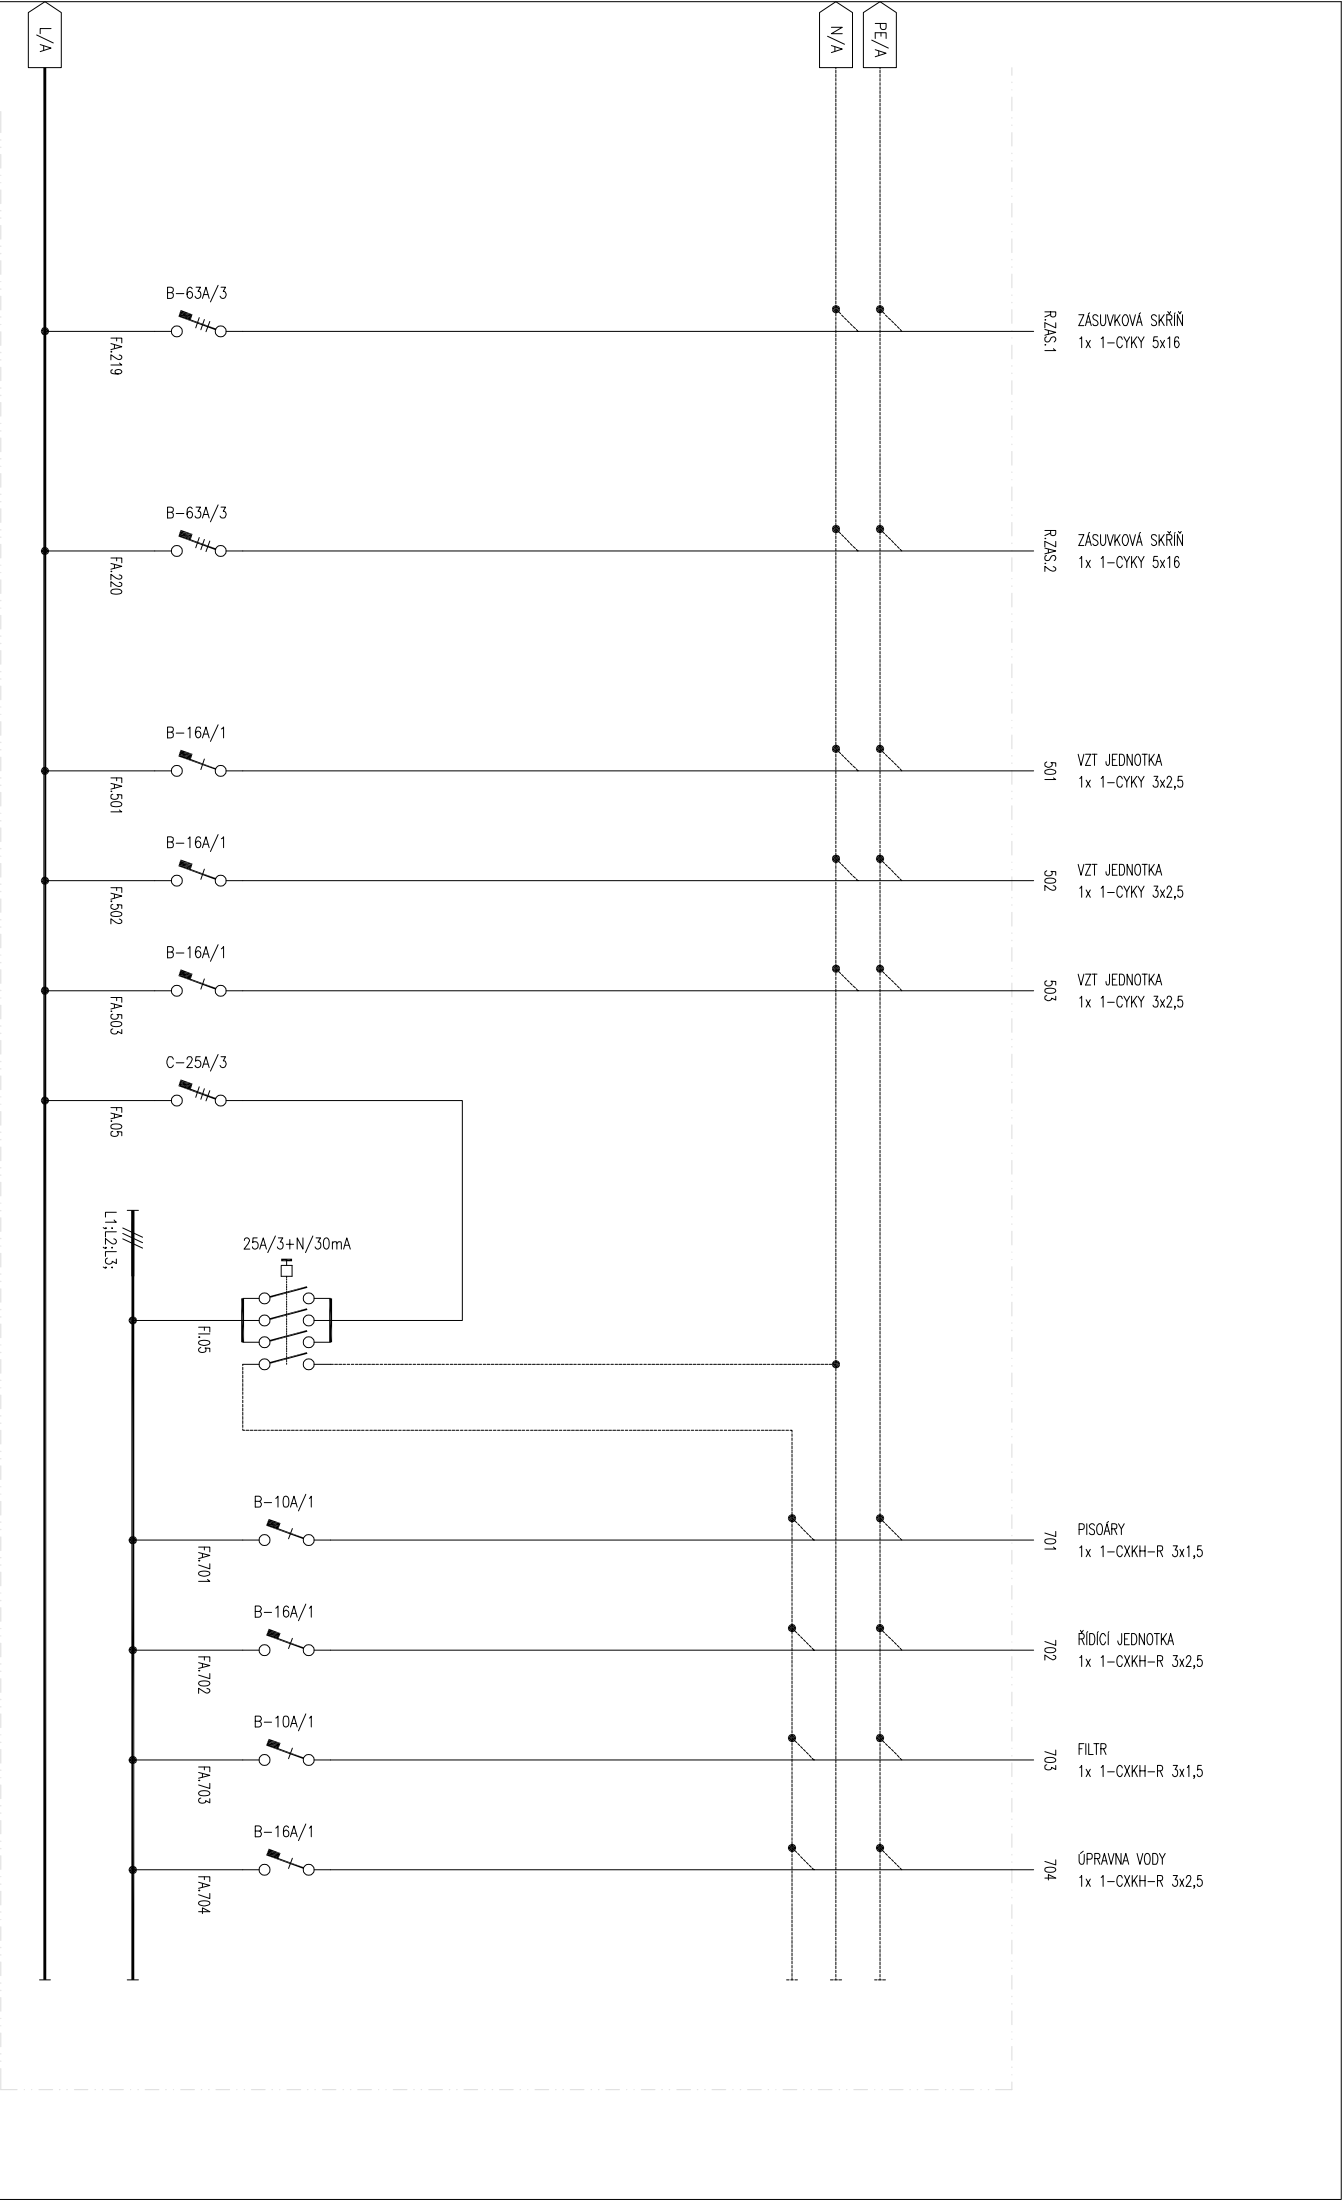 L/A
N/A
PE/A
B-63A/3
FA.219
R.ZAS.1
ZÁSUVKOVÁ SKŘÍŇ
1x 1-CYKY 5x16
B-63A/3
FA.220
R.ZAS.2
ZÁSUVKOVÁ SKŘÍŇ
1x 1-CYKY 5x16
B-16A/1
FA.501
501
VZT JEDNOTKA
1x 1-CYKY 3x2,5
B-16A/1
FA.502
502
VZT JEDNOTKA
1x 1-CYKY 3x2,5
B-16A/1
FA.503
503
VZT JEDNOTKA
1x 1-CYKY 3x2,5
C-25A/3
FA.05
L1;L2;L3;
25A/3+N/30mA
FI.05
B-10A/1
FA.701
701
PISOÁRY
1x 1-CXKH-R 3x1,5
B-16A/1
FA.702
702
ŘÍDÍCÍ JEDNOTKA
1x 1-CXKH-R 3x2,5
B-10A/1
FA.703
703
FILTR
1x 1-CXKH-R 3x1,5
B-16A/1
FA.704
704
ÚPRAVNA VODY
1x 1-CXKH-R 3x2,5